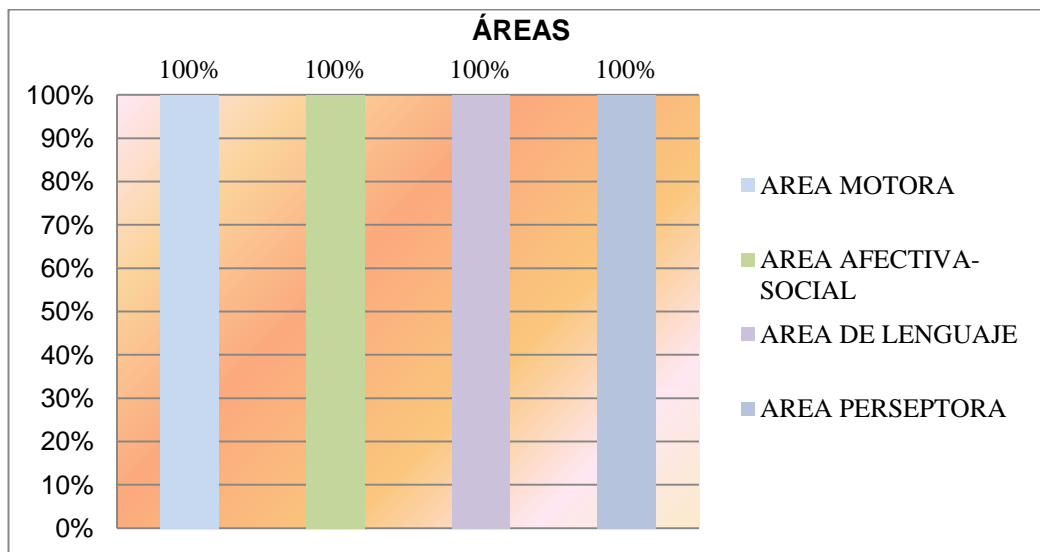 ÁREAS
100% 100% 100% 100%
100%
90%
80%
70%
60%
50%
40%
30%
20%
10%
0%
AREA MOTORA
AREA AFECTIVA-
SOCIAL
AREA DE LENGUAJE
AREA PERSEPTORA